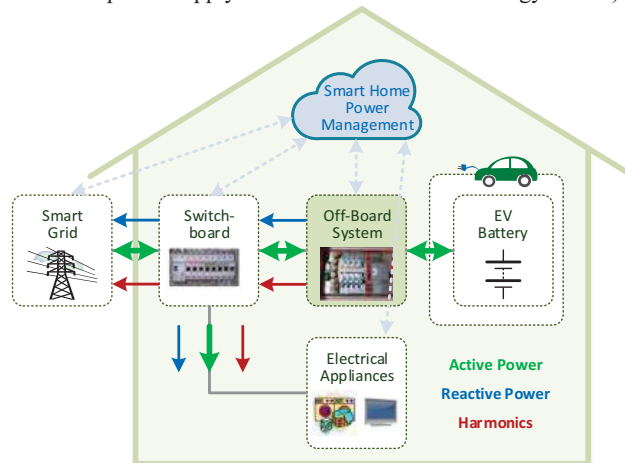 Smart Home
Power
Management
Smart
Grid
Switch-
board
Off-Board
System
EV
Battery
Electrical
Appliances
Active Power
Reactive Power
Harmonics